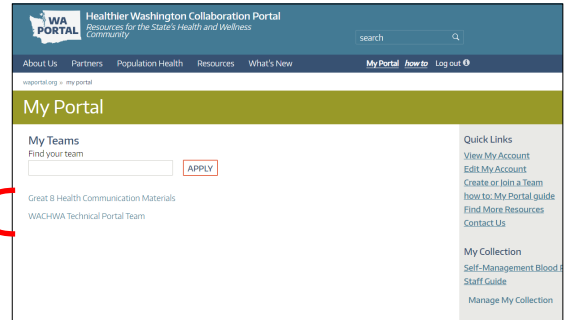 WA
PORTAL
Healthier Washington Collaboration Portal
Resources for the State's Health and Wellness
Community
search
About Us Partners Population Health Resources What's New My Portal how to Log out
waportal.org » my portal
My Portal
My Teams
Find your team
APPLY
Great 8 Health Communication Materials
WACHWA Technical Portal Team
Quick Links
View My Account
Edit My Account
Create or Join a Team
how to: My Portal guide
Find More Resources
Contact Us
My Collection
Self-Management Blood
Staff Guide
Manage My Collection